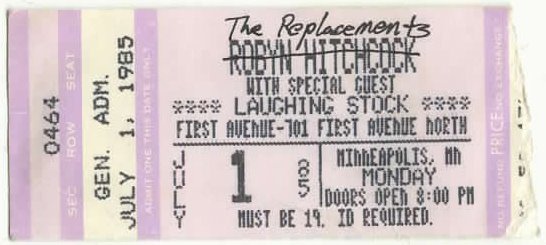 SEC ROW SEAT
0464
GEN. ADM.
JULY 1, 1985
ADMIT ONE THIS DATE ONLY
The Replacements
ROBYN HITCHCOCK
WITH SPECIAL GUEST
**** LAUGHING STOCK ****
FIRST AVENUE-701 FIRST AVENUE NORTH
JULY
1
85
MINNEAPOLIS, MN
MONDAY
DOORS OPEN 8:00 PM
MUST BE 19. ID REQUIRED.
PRICE
NO REFUND NO EXCHANGE